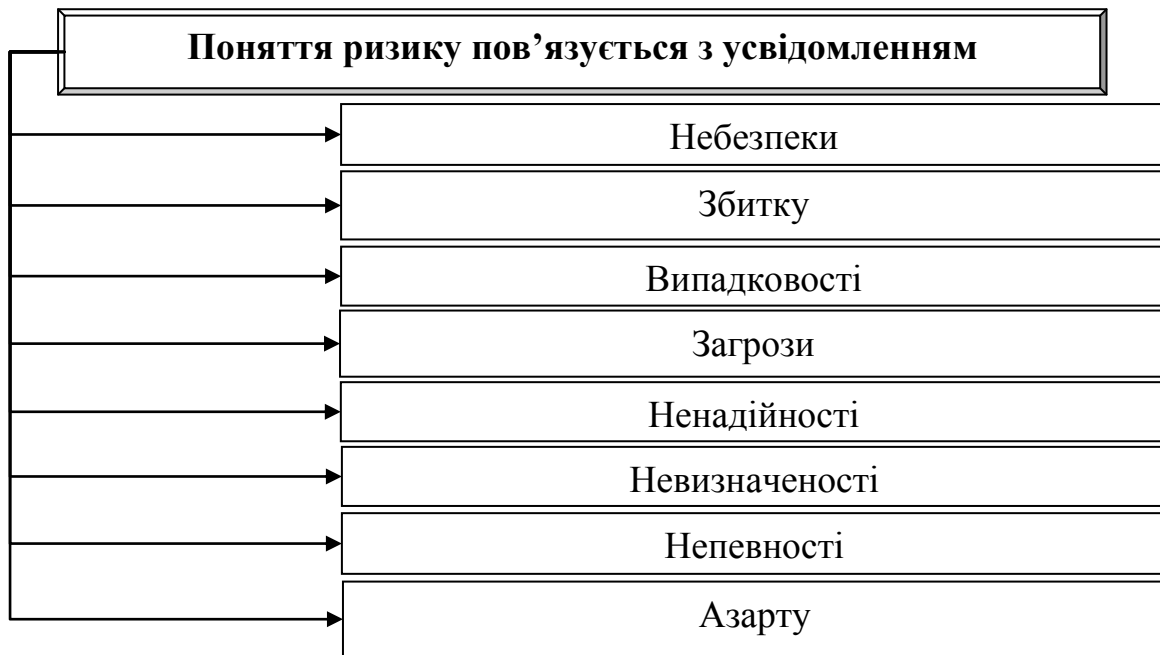 Поняття ризику пов’язується з усвідомленням
Небезпеки
Збитку
Випадковості
Загрози
Ненадійності
Невизначеності
Непевності
Азарту